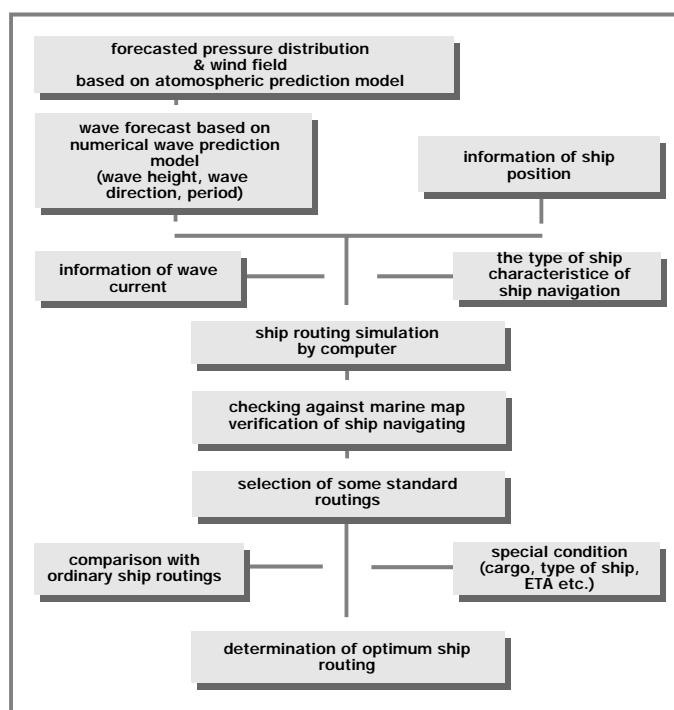 forecasted pressure distribution
& wind field
based on atomospheric prediction model
wave forecast based on
numerical wave prediction
model
(wave height, wave
direction, period)
information of ship
position
information of wave
current
the type of ship
characteristice of
ship navigation
ship routing simulation
by computer
checking against marine map
verification of ship navigating
selection of some standard
routings
comparison with
ordinary ship routings
special condition
(cargo, type of ship,
ETA etc.)
determination of optimum ship
routing